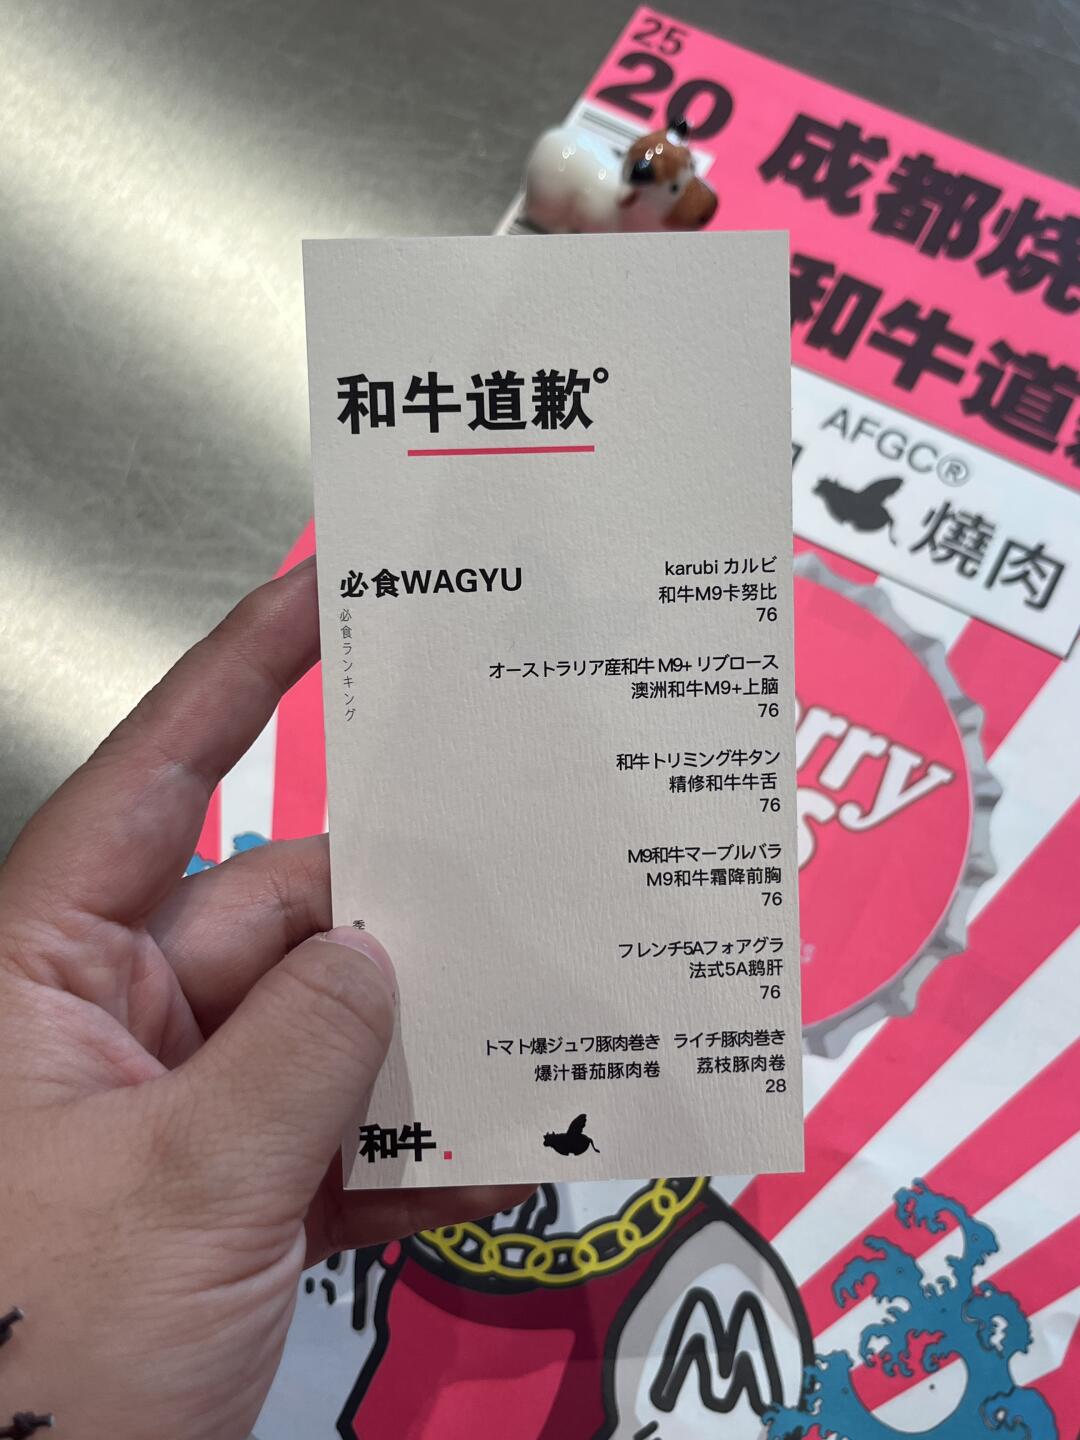 25
20
成都燒
和牛道
AFGC®
燒肉
和牛道歉°
必食WAGYU
必食ランキング
karubi カルビ
和牛M9卡努比
76
オーストラリア産和牛 M9+ リブロース
澳洲和牛M9+上脑
76
和牛トリミング牛タン
精修和牛牛舌
76
M9和牛マーブルバラ
M9和牛霜降前胸
76
フレンチ5Aフォアグラ
法式5A鹅肝
76
トマト爆ジュワ豚肉巻き ライチ豚肉巻き
爆汁番茄豚肉卷 荔枝豚肉卷
28
季
和牛.
M